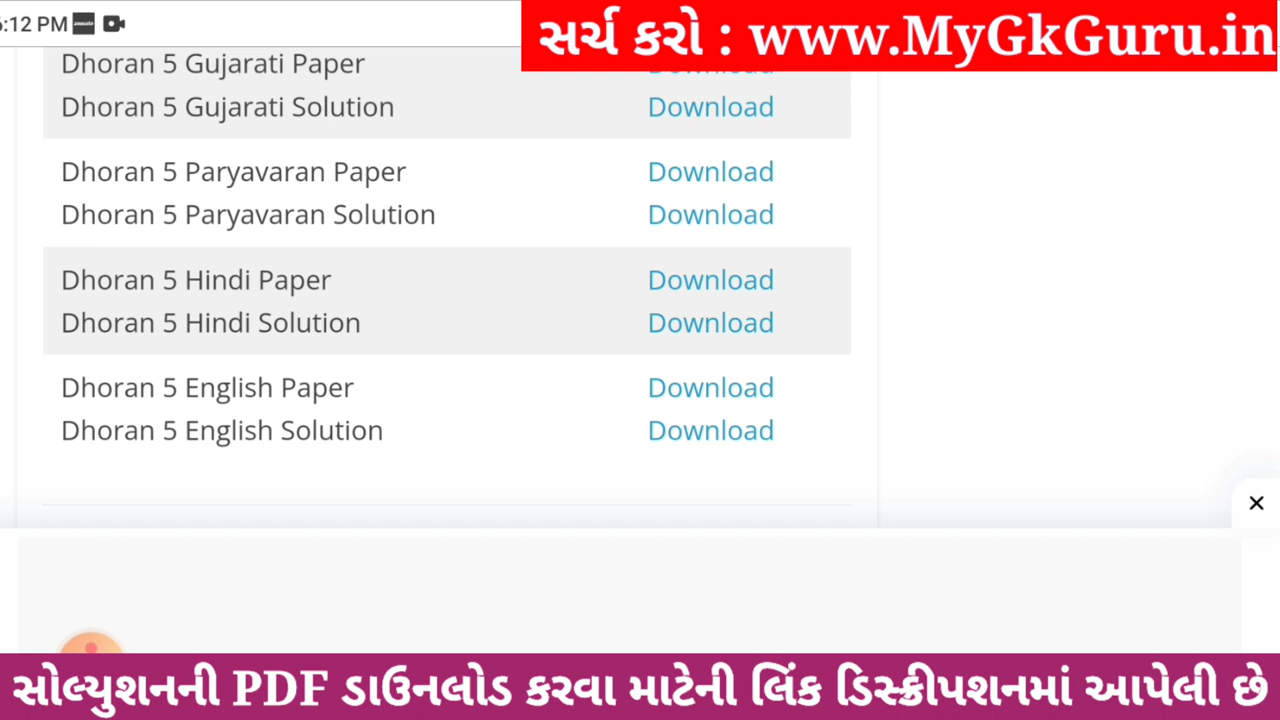 6:12 PM
સર્ચ કરો : www.MyGkGuru.in
Dhoran 5 Gujarati Paper
Dhoran 5 Gujarati Solution Download
Dhoran 5 Paryavaran Paper Download
Dhoran 5 Paryavaran Solution Download
Dhoran 5 Hindi Paper Download
Dhoran 5 Hindi Solution Download
Dhoran 5 English Paper Download
Dhoran 5 English Solution Download
સોલ્યુશનની PDF ડાઉનલોડ કરવા માટેની લિંક ડિસ્ક્રીપશનમાં આપેલી છે